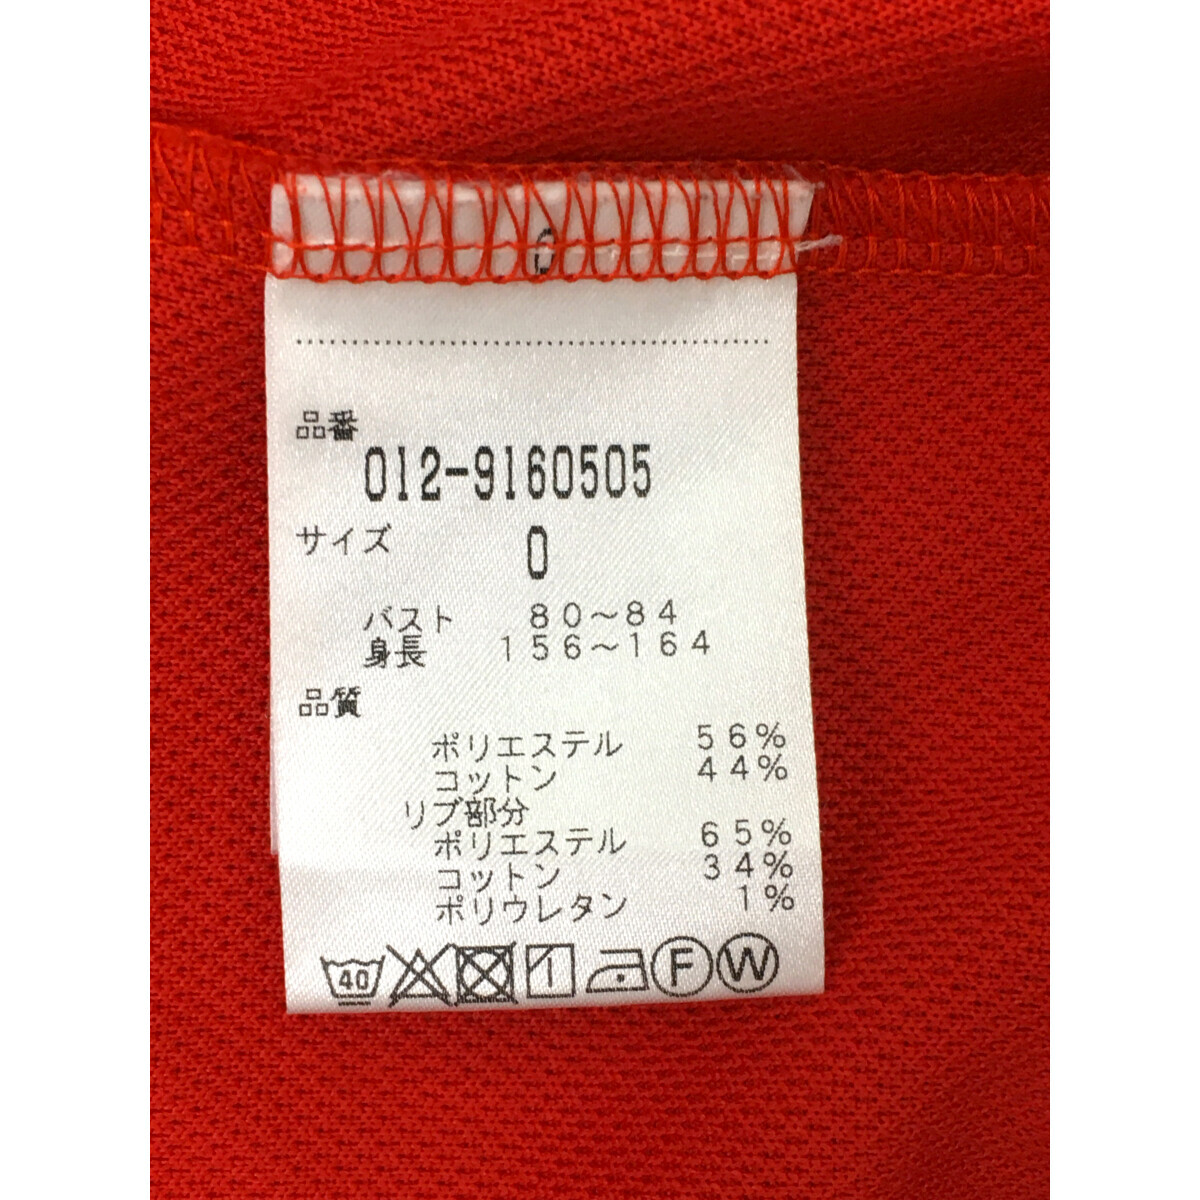 0
品番
012-9160505
サイズ 0
バスト 80～84
身長 156～164
品質
ポリエステル 56%
コットン 44%
リブ部分
ポリエステル 65%
コットン 34%
ポリウレタン 1%
40 F W